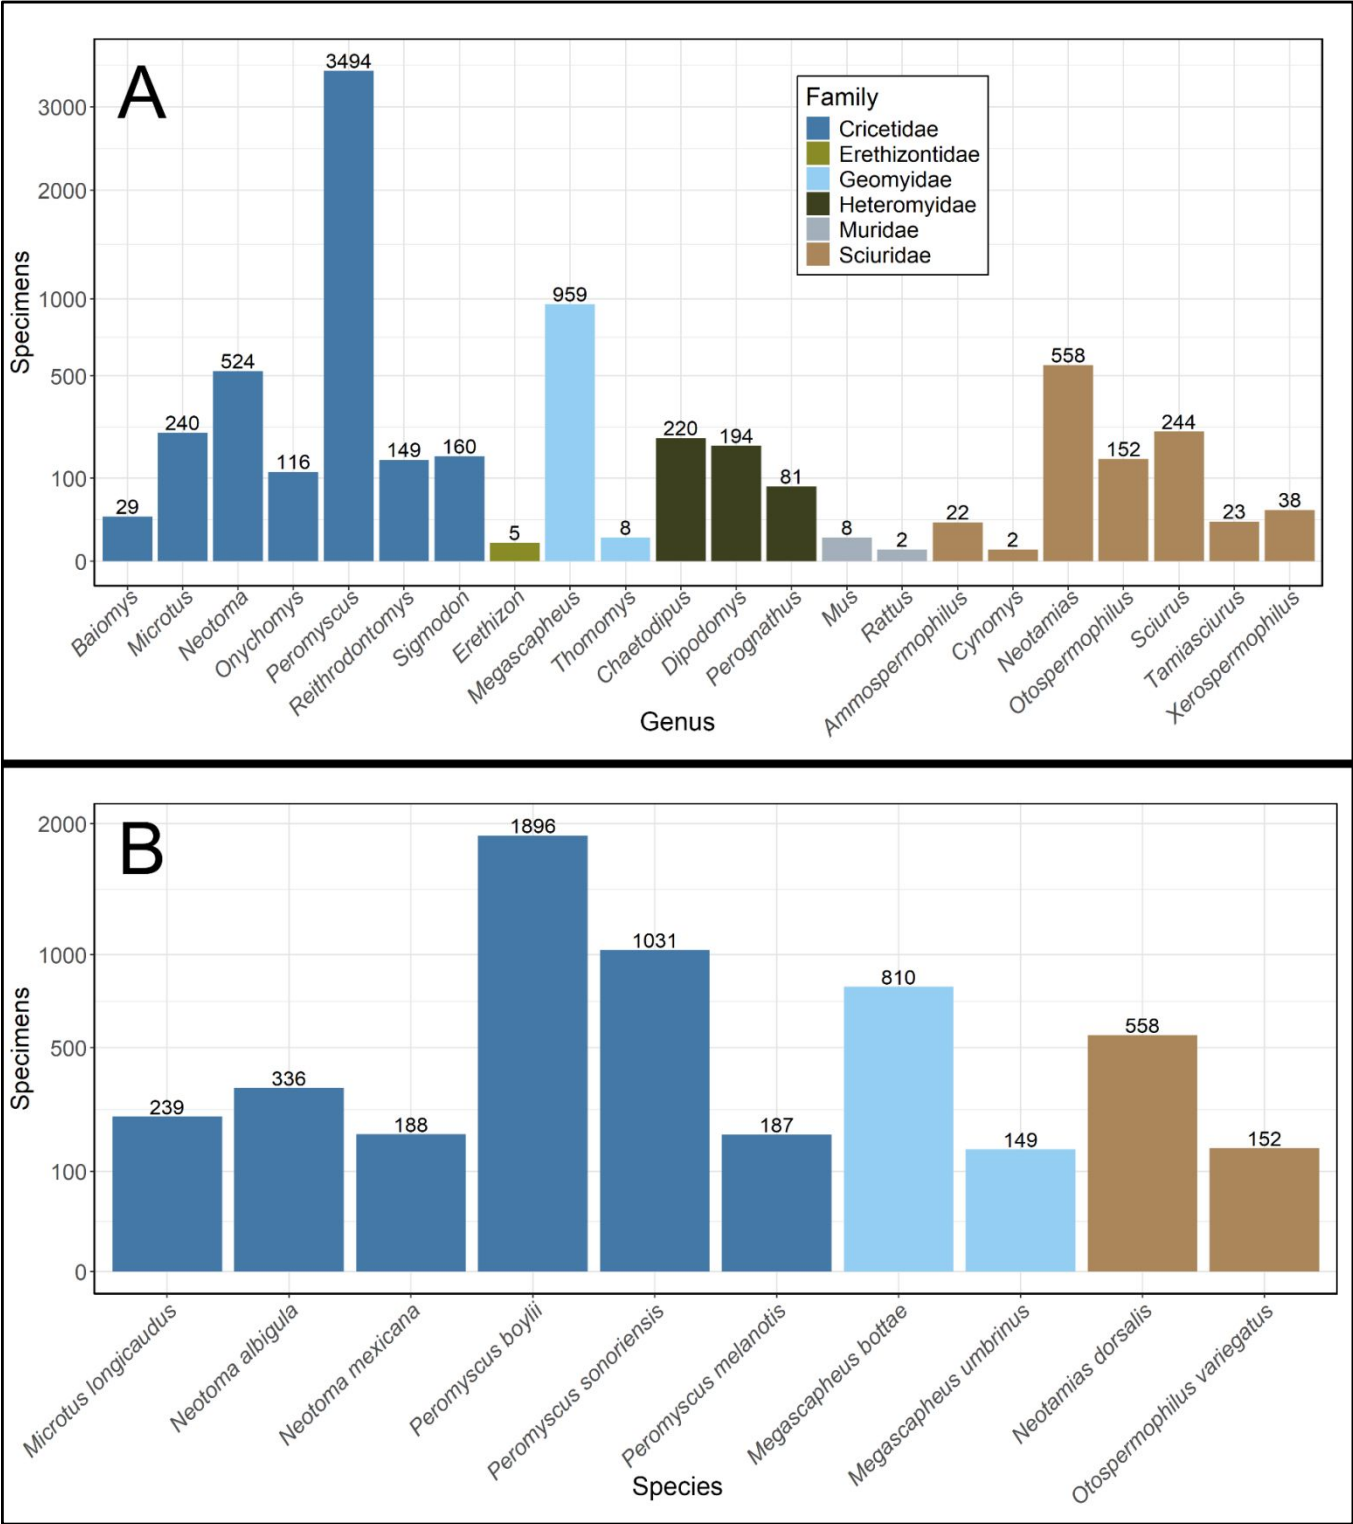 A
Specimens
3000
2000
1000
500
100
0
29
240
524
116
3494
149
160
5
959
8
220
194
81
8
2
22
2
558
152
244
23
38
Family
Cricetidae
Erethizontidae
Geomyidae
Heteromyidae
Muridae
Sciuridae
Baiomys
Microtus
Neotoma
Onychomys
Peromyscus
Reithrodontomys
Sigmodon
Erethizon
Megascapheus
Thomomys
Chaetodipus
Dipodomys
Perognathus
Mus
Rattus
Ammospermophilus
Cynomys
Neotamias
Otospermophilus
Sciurus
Tamiasciurus
Xerospermophilus
Genus
B
Specimens
2000
1000
500
100
0
239
336
188
1896
1031
187
810
149
558
152
Microtus longicaudus
Neotoma albigula
Neotoma mexicana
Peromyscus boylii
Peromyscus sonoriensis
Peromyscus melanotis
Megascapheus bottae
Megascapheus umbrinus
Neotamias dorsalis
Otospermophilus variegatus
Species